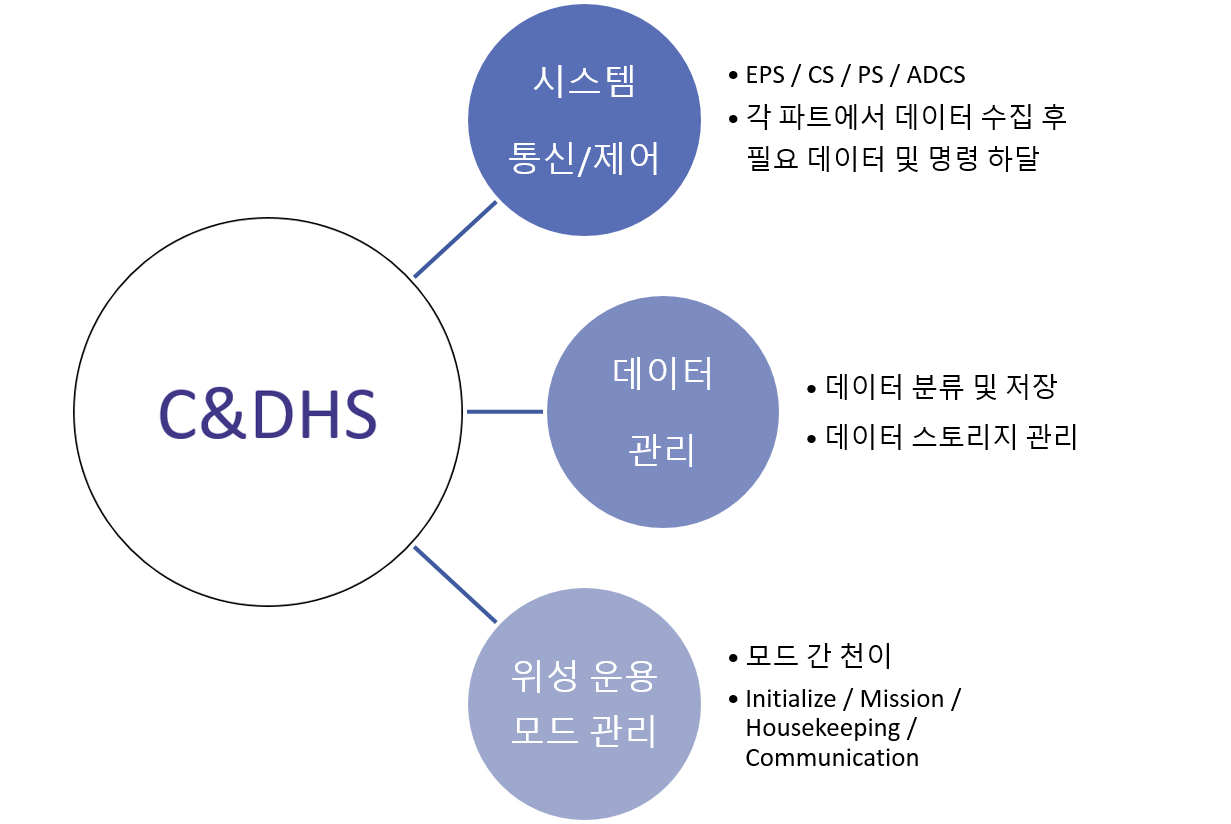 C&DHS
시스템
통신/제어
• EPS / CS / PS / ADCS
• 각 파트에서 데이터 수집 후
필요 데이터 및 명령 하달
데이터
관리
• 데이터 분류 및 저장
• 데이터 스토리지 관리
위성 운용
모드 관리
• 모드 간 천이
• Initialize / Mission /
Housekeeping /
Communication